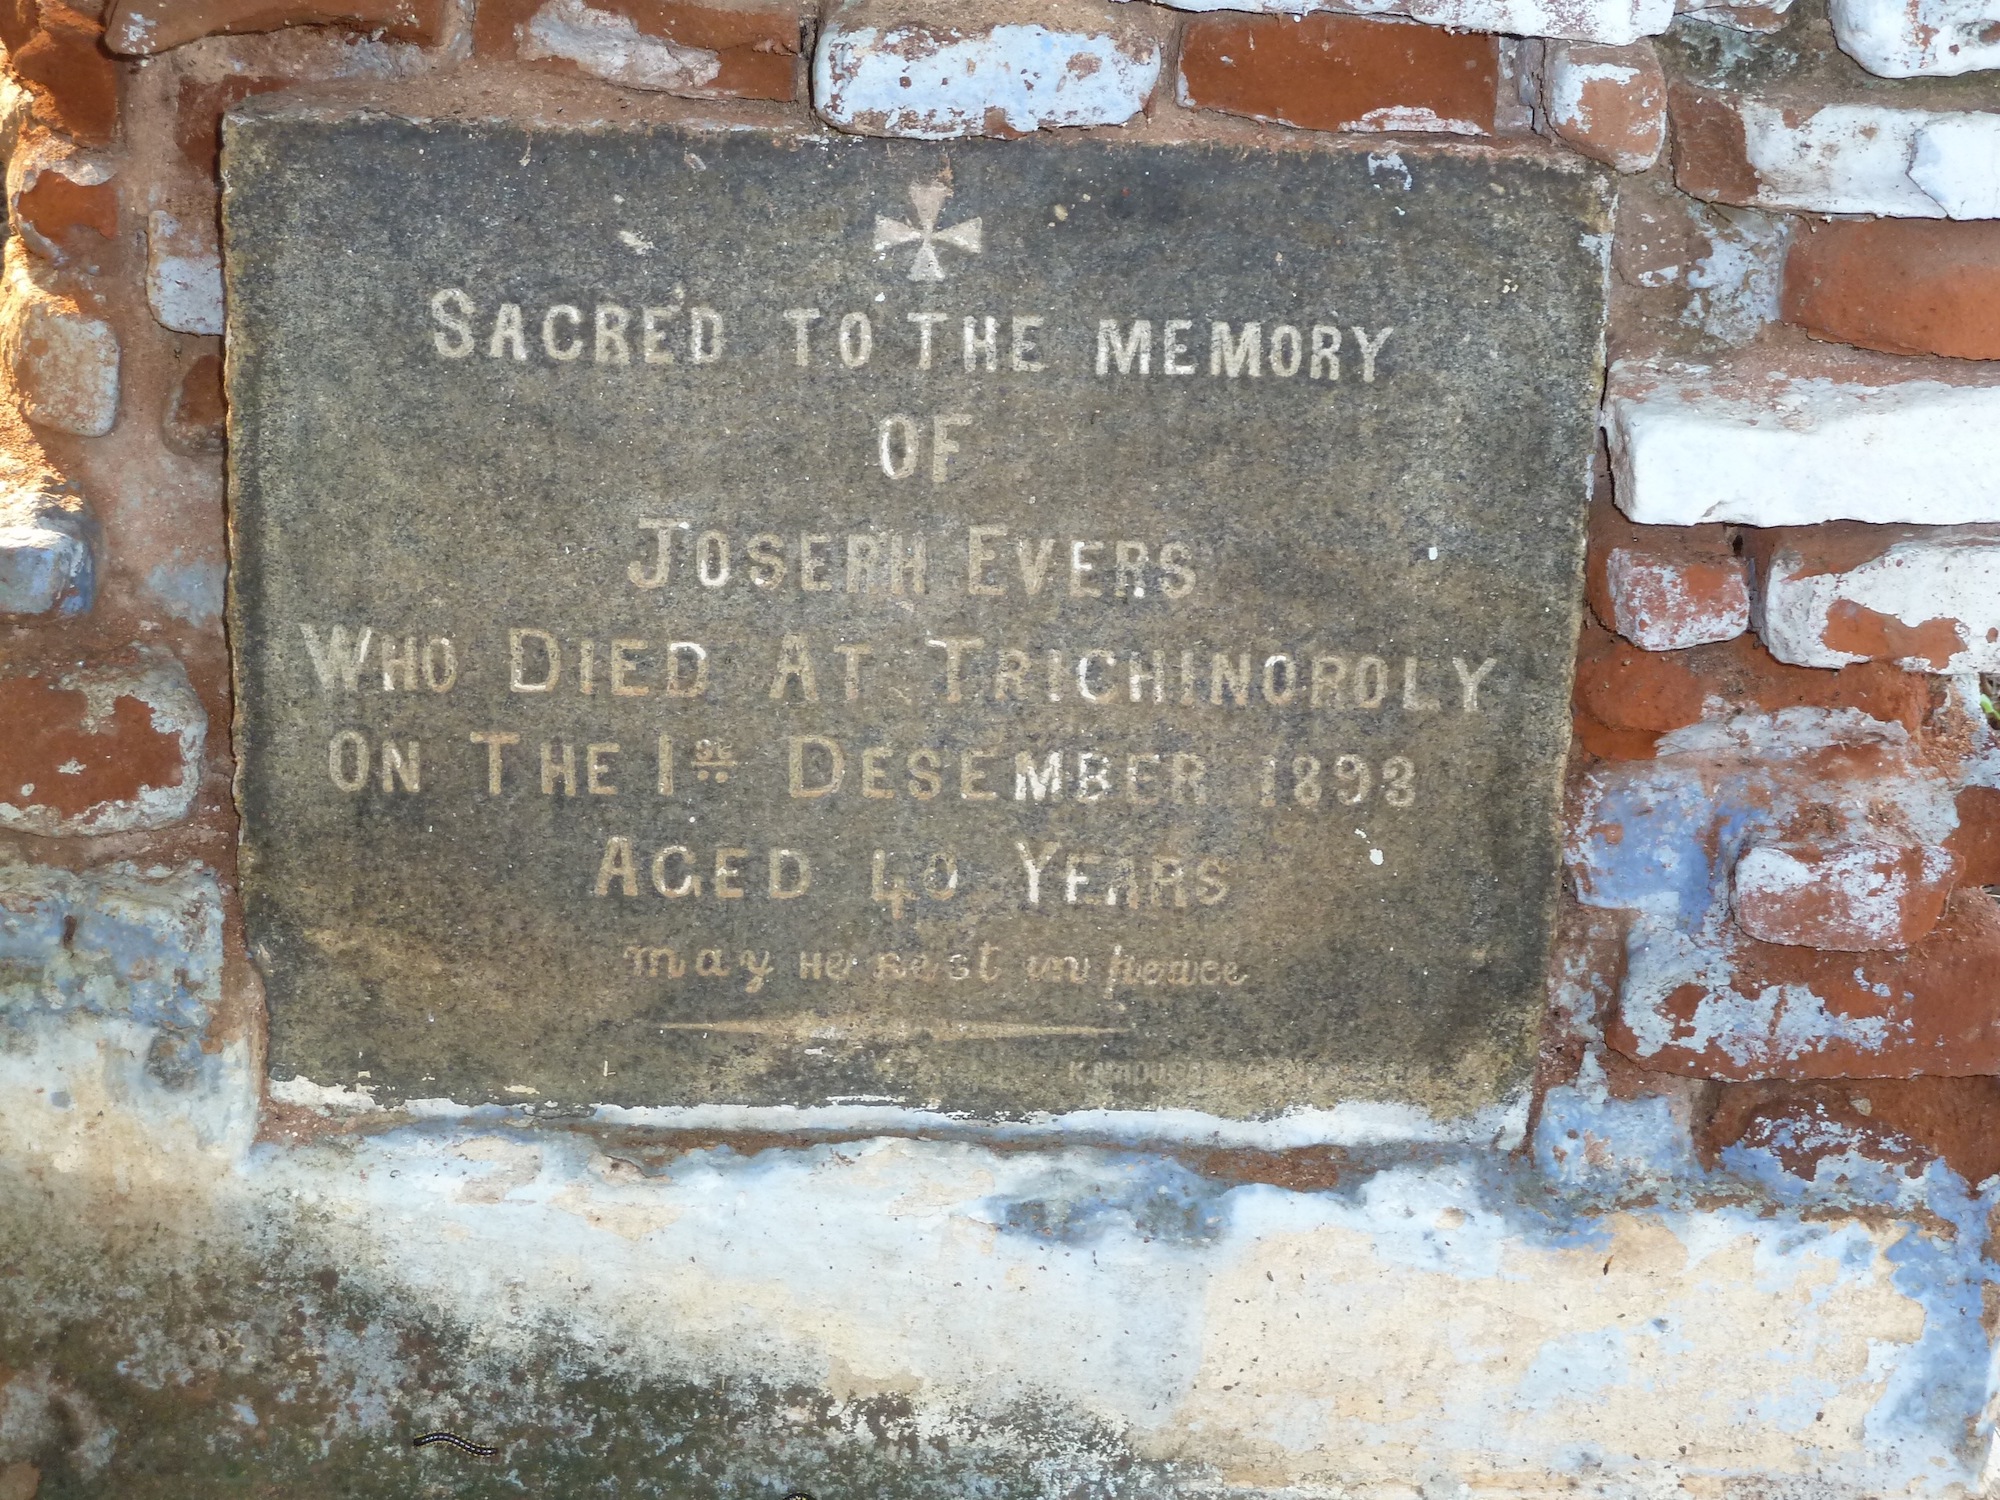 SACRED TO THE MEMORY
OF
JOSEPH EVERS
WHO DIED AT TRICHINOPOLY
ON THE 1st DESEMBER 1893
AGED 40 YEARS
may He Rest in peace